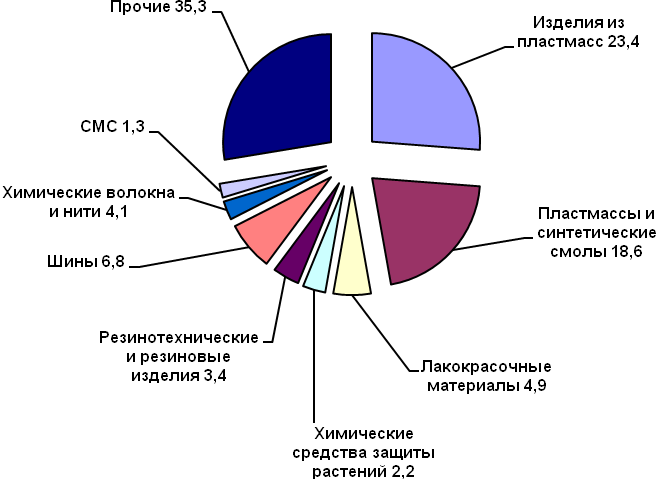 Прочие 35,3
Изделия из
пластмасс 23,4
СМС 1,3
Химические волокна
и нити 4,1
Пластмассы и
синтетические
смолы 18,6
Шины 6,8
Резинотехнические
и резиновые
изделия 3,4
Лакокрасочные
материалы 4,9
Химические
средства защиты
растений 2,2